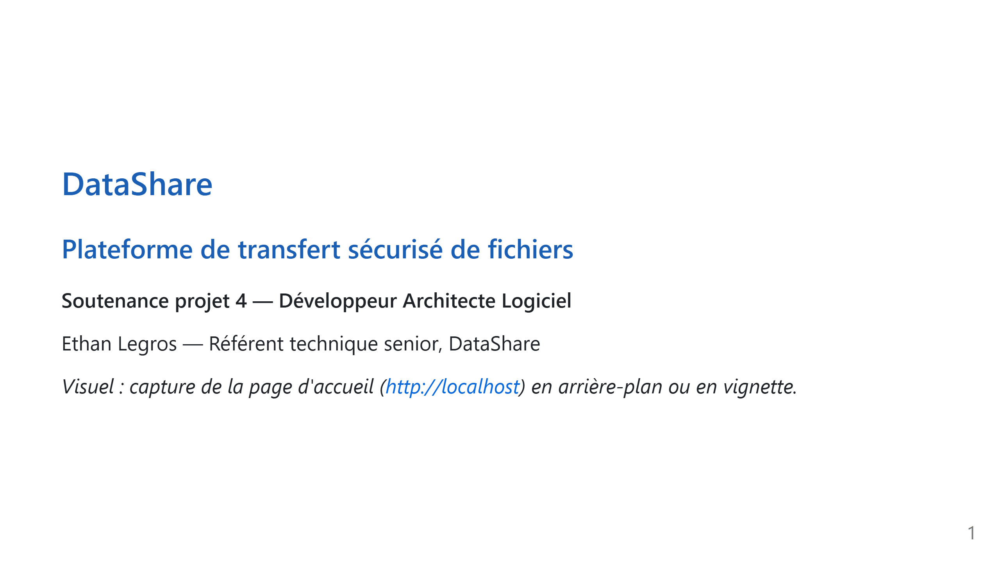 DataShare
Plateforme de transfert sécurisé de fichiers
Soutenance projet 4 — Développeur Architecte Logiciel
Ethan Legros — Référent technique senior, DataShare
Visuel : capture de la page d'accueil (http://localhost) en arrière-plan ou en vignette.
1